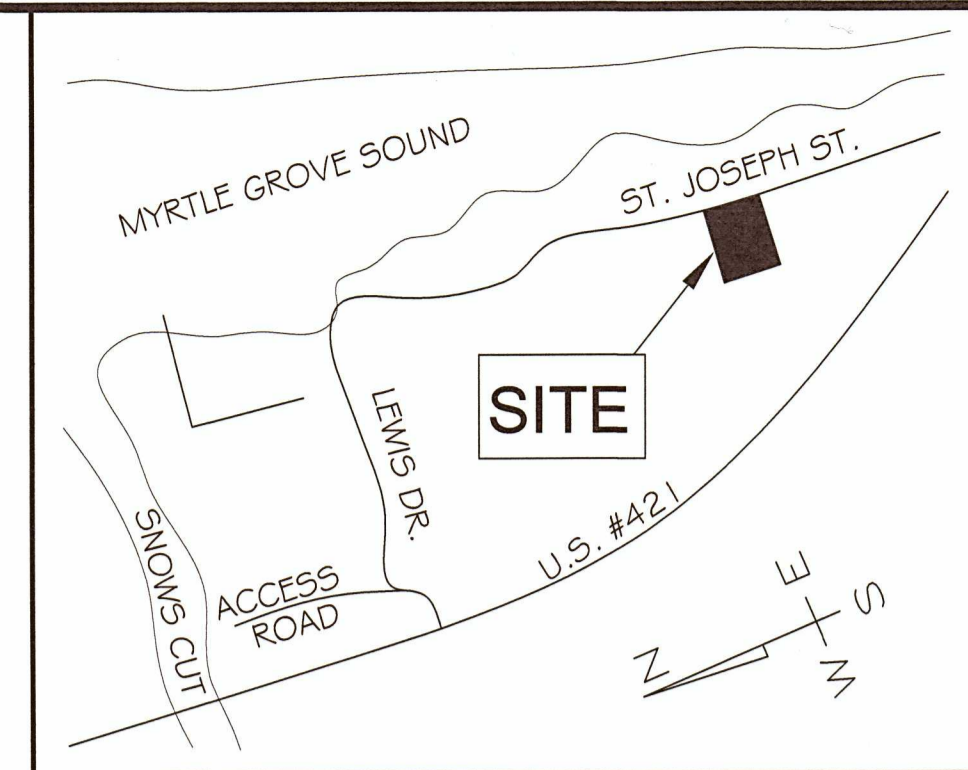 MYRTLE GROVE SOUND
ST. JOSEPH ST.
SITE
LEWIS DR.
U.S. #421
SNOWS CUT
ACCESS
ROAD
N
E
S
W